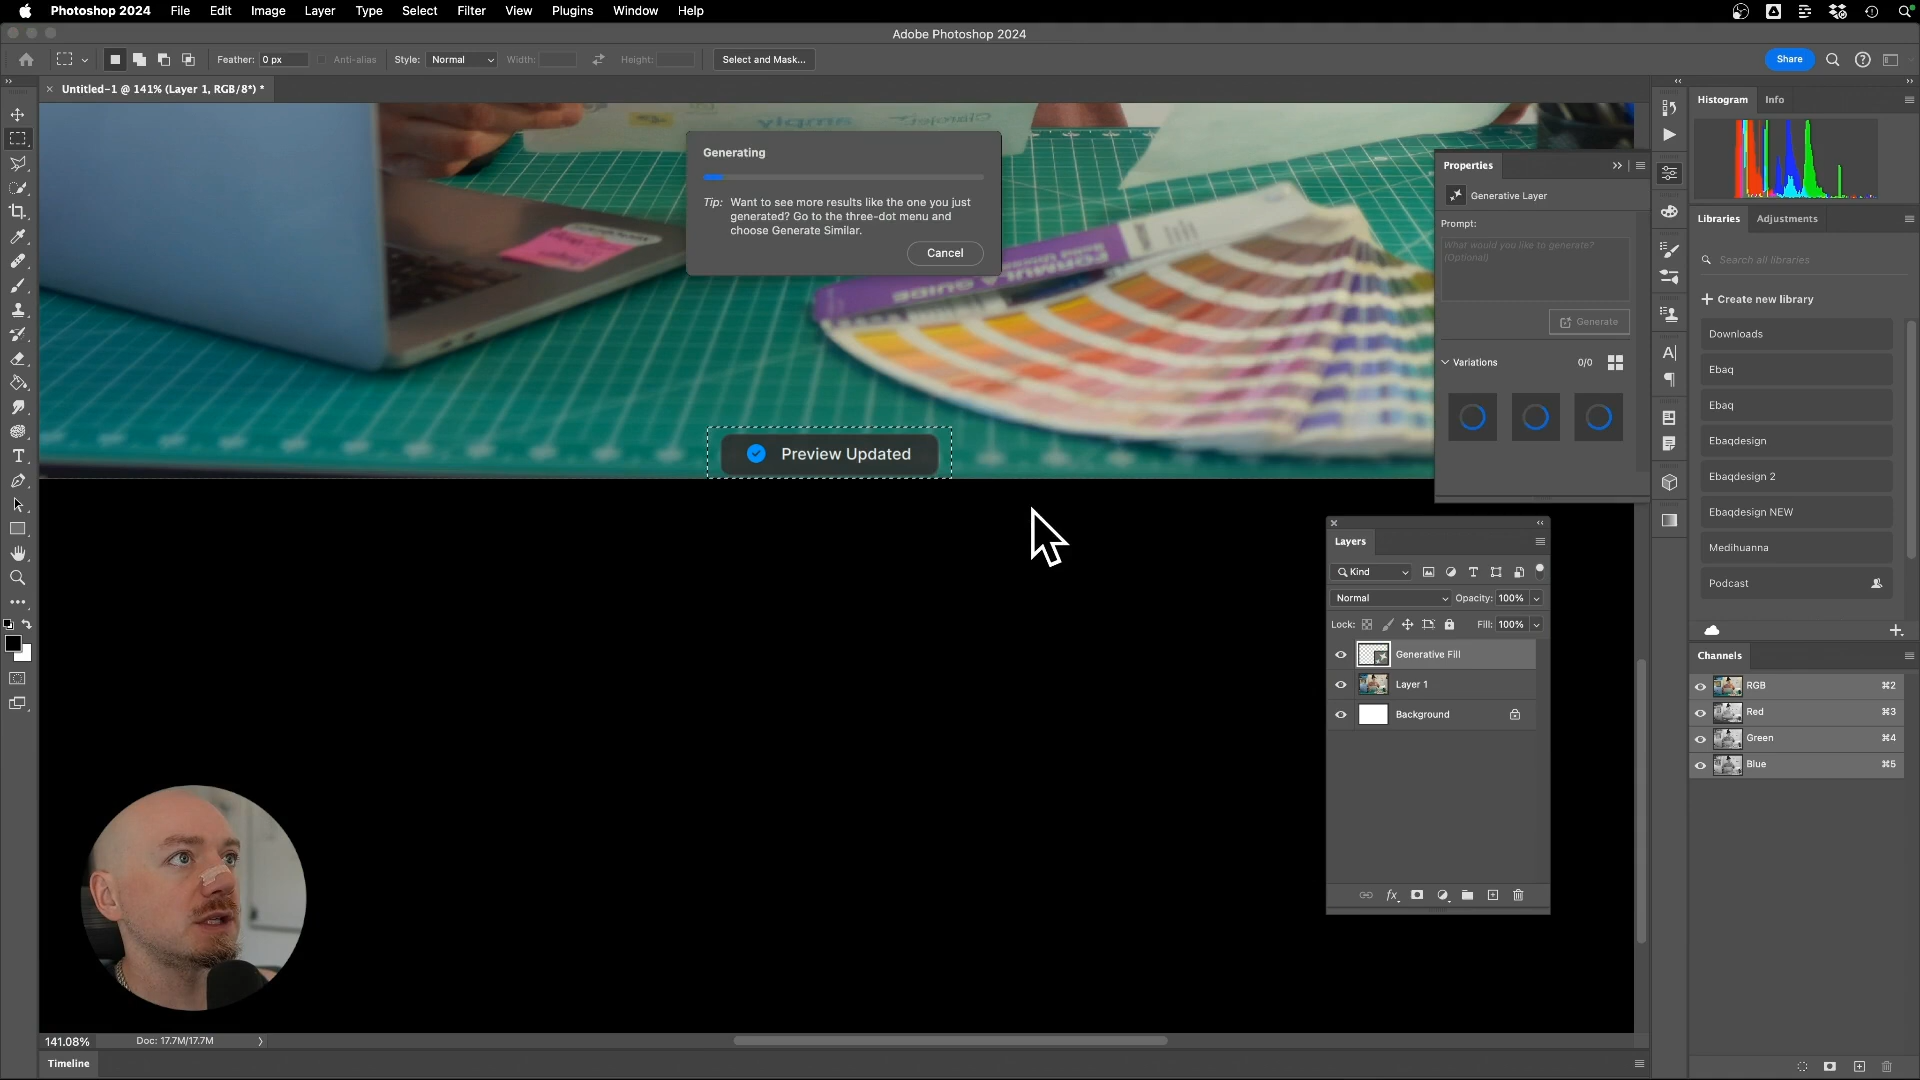 Photoshop 2024 File Edit Image Layer Type Select Filter View Plugins Window Help
Adobe Photoshop 2024
Feather: 0 px Anti-alias Style: Normal Width: Height: Select and Mask... Share
Untitled-1 @ 141% (Layer 1, RGB/8*) *
Generating
Tip: Want to see more results like the one you just
generated? Go to the three-dot menu and
choose Generate Similar.
Cancel
amply
FORMULA
GUIDE
Preview Updated
Properties
Generative Layer
Prompt:
What would you like to generate?
(Optional)
Generate
Variations 0/0
Layers
Kind
Normal Opacity: 100%
Lock: Fill: 100%
Generative Fill
Layer 1
Background
Histogram Info
Libraries Adjustments
Search all libraries
Create new library
Downloads
Ebaq
Ebaq
Ebaqdesign
Ebaqdesign 2
Ebaqdesign NEW
Medihuanna
Podcast
Channels
RGB ⌘2
Red ⌘3
Green ⌘4
Blue ⌘5
141.08% Doc: 17.7M/17.7M
Timeline